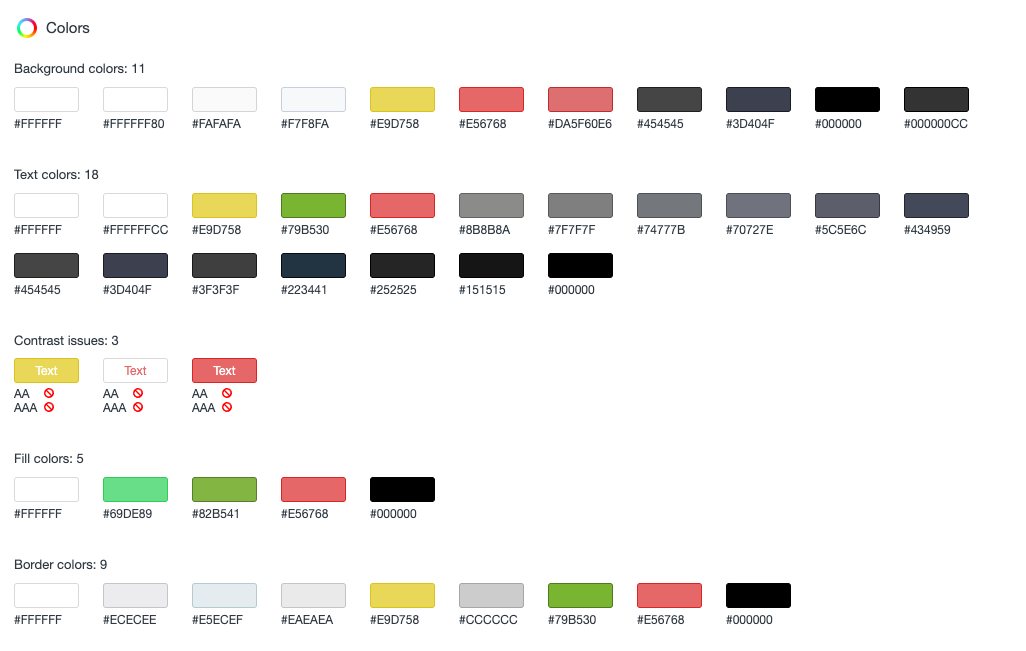 Colors
Background colors: 11
#FFFFFF #FFFFFF80 #FAFAFA #F7F8FA #E9D758 #E56768 #DA5F60E6 #454545 #3D404F #000000 #000000CC
Text colors: 18
#FFFFFF #FFFFFFCC #E9D758 #79B530 #E56768 #8B8B8A #7F7F7F #74777B #70727E #5C5E6C #434959
#454545 #3D404F #3F3F3F #223441 #252525 #151515 #000000
Contrast issues: 3
Text Text Text
AA AA AA
AAA AAA AAA
Fill colors: 5
#FFFFFF #69DE89 #82B541 #E56768 #000000
Border colors: 9
#FFFFFF #ECECEE #E5ECEF #EAEAEA #E9D758 #CCCCCC #79B530 #E56768 #000000